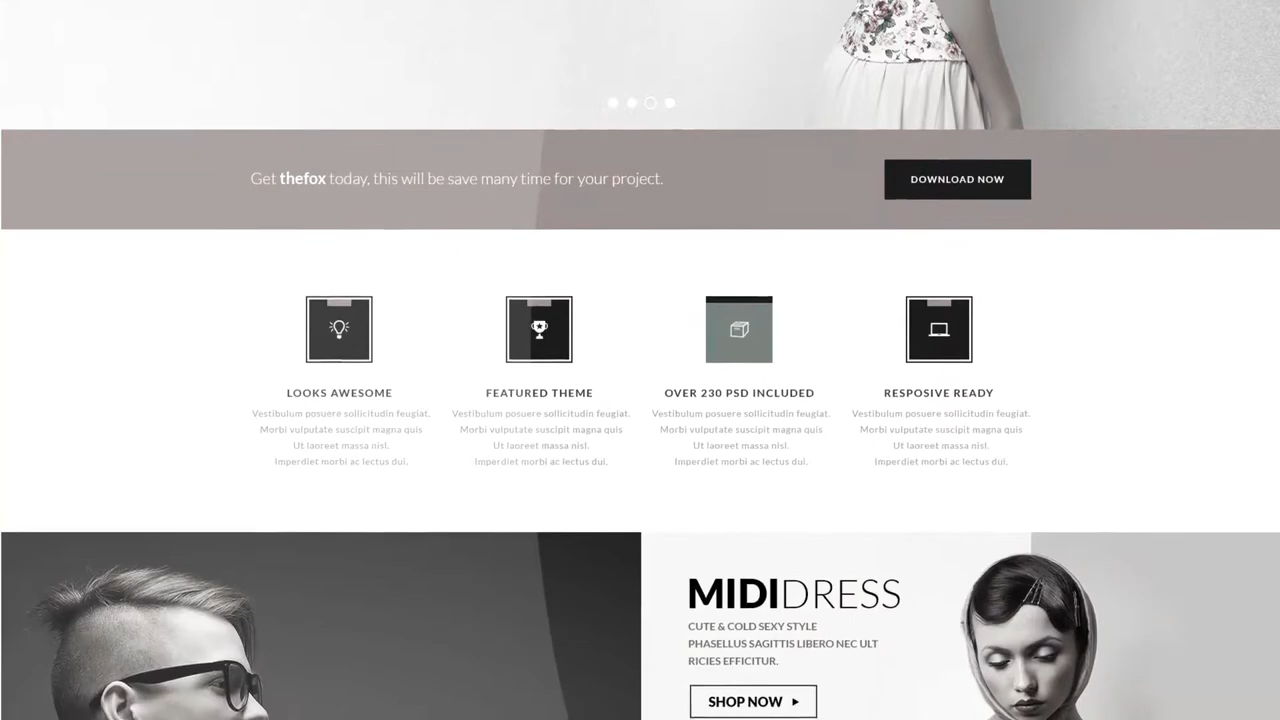 Get thefox today, this will be save many time for your project.
DOWNLOAD NOW
LOOKS AWESOME
Vestibulum posuere sollicitudin feugiat.
Morbi vulputate suscipit magna quis
Ut laoreet massa nisl.
Imperdiet morbi ac lectus dui.
FEATURED THEME
Vestibulum posuere sollicitudin feugiat.
Morbi vulputate suscipit magna quis
Ut laoreet massa nisl.
Imperdiet morbi ac lectus dui.
OVER 230 PSD INCLUDED
Vestibulum posuere sollicitudin feugiat.
Morbi vulputate suscipit magna quis
Ut laoreet massa nisl.
Imperdiet morbi ac lectus dui.
RESPOSIVE READY
Vestibulum posuere sollicitudin feugiat.
Morbi vulputate suscipit magna quis
Ut laoreet massa nisl.
Imperdiet morbi ac lectus dui.
MIDIDRESS
CUTE & COLD SEXY STYLE
PHASELLUS SAGITTIS LIBERO NEC ULT
RICIES EFFICITUR.
SHOP NOW